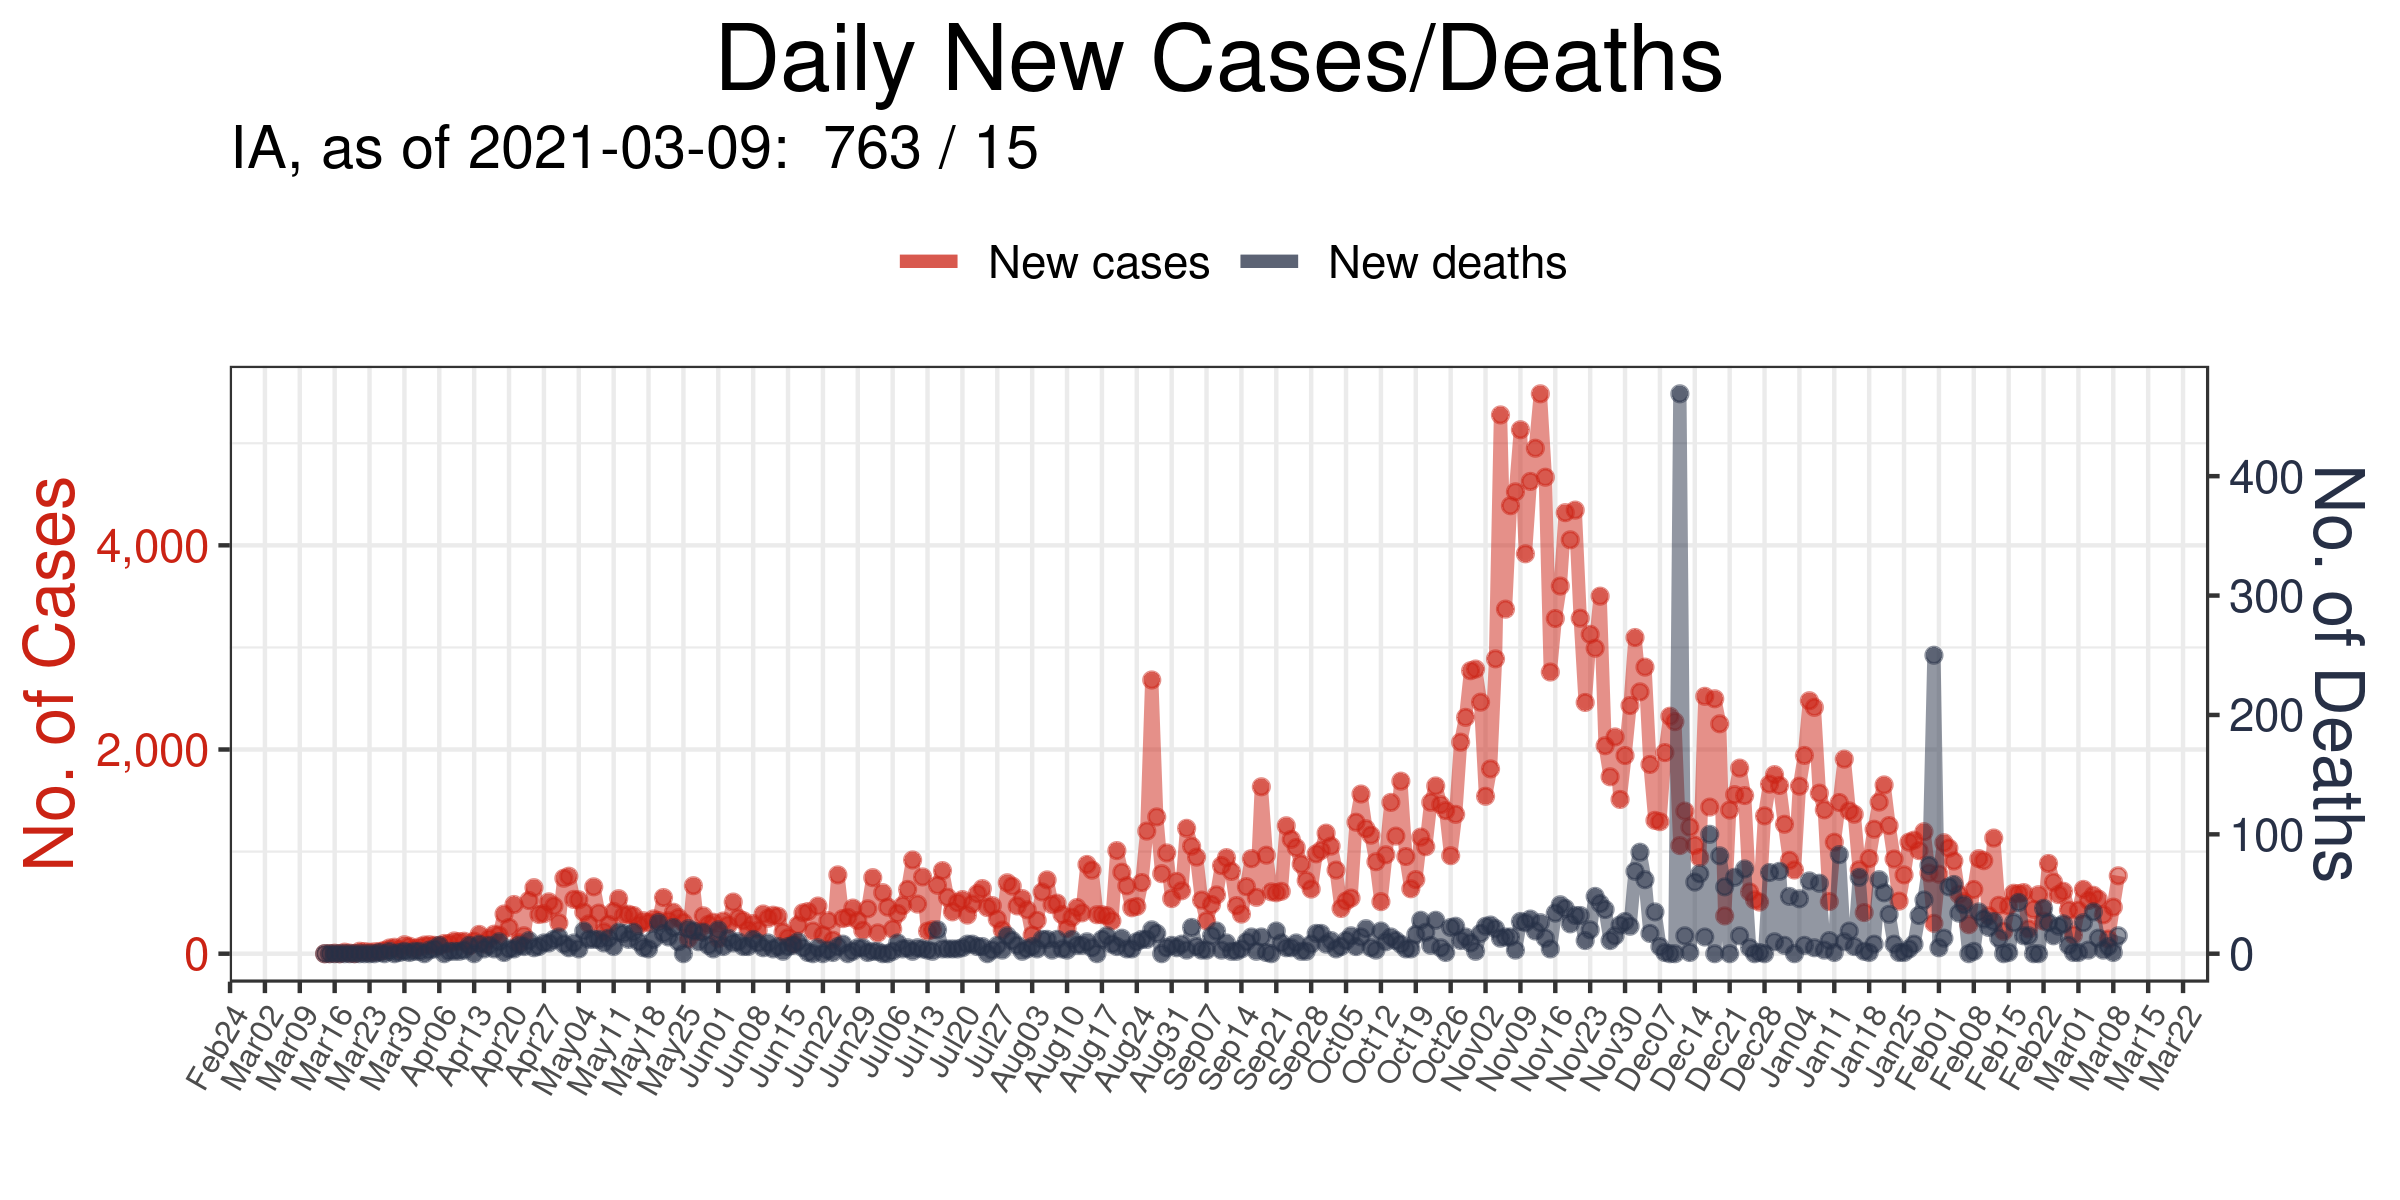 Daily New Cases/Deaths
IA, as of 2021-03-09:  763 / 15
New cases
New deaths
No. of Cases
4,000
2,000
0
No. of Deaths
400
300
200
100
0
Feb24
Mar02
Mar09
Mar16
Mar23
Mar30
Apr06
Apr13
Apr20
Apr27
May04
May11
May18
May25
Jun01
Jun08
Jun15
Jun22
Jun29
Jul06
Jul13
Jul20
Jul27
Aug03
Aug10
Aug17
Aug24
Aug31
Sep07
Sep14
Sep21
Sep28
Oct05
Oct12
Oct19
Oct26
Nov02
Nov09
Nov16
Nov23
Nov30
Dec07
Dec14
Dec21
Dec28
Jan04
Jan11
Jan18
Jan25
Feb01
Feb08
Feb15
Feb22
Mar01
Mar08
Mar15
Mar22